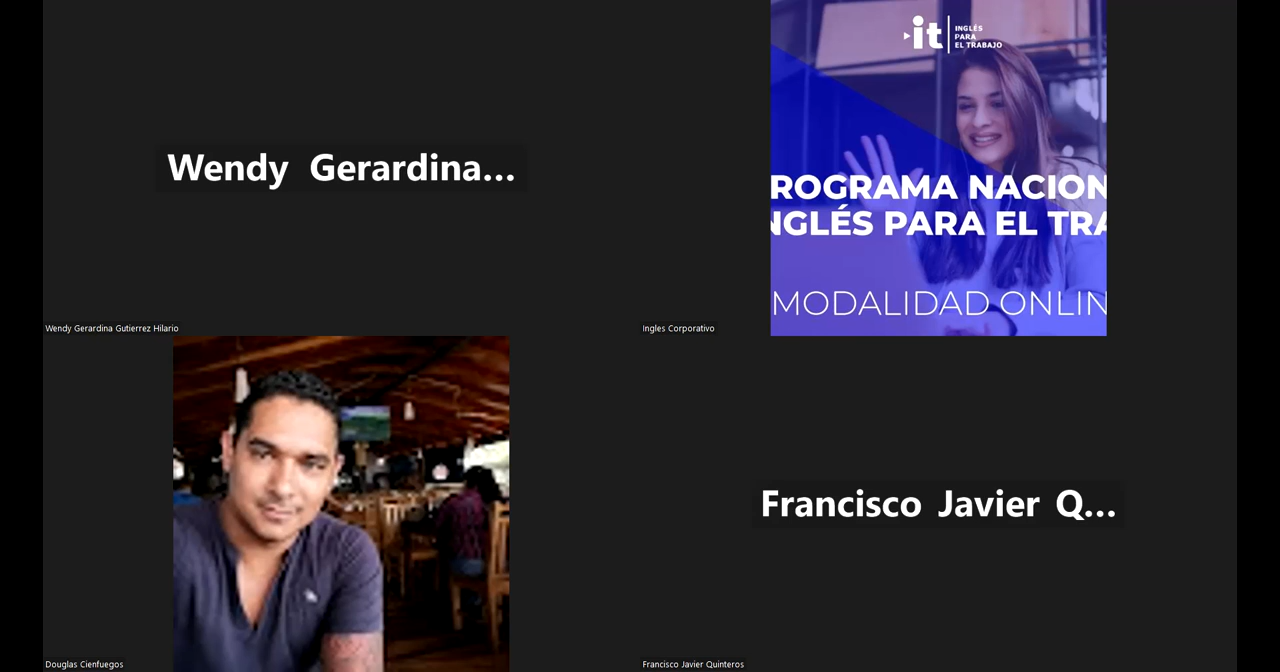 Wendy Gerardina...
Wendy Gerardina Gutierrez Hilario
it
INGLÉS
PARA
EL TRABAJO
ROGRAMA NACION
NGLÉS PARA EL TRA
MODALIDAD ONLIN
Ingles Corporativo
Douglas Cienfuegos
Francisco Javier Q...
Francisco Javier Quinteros